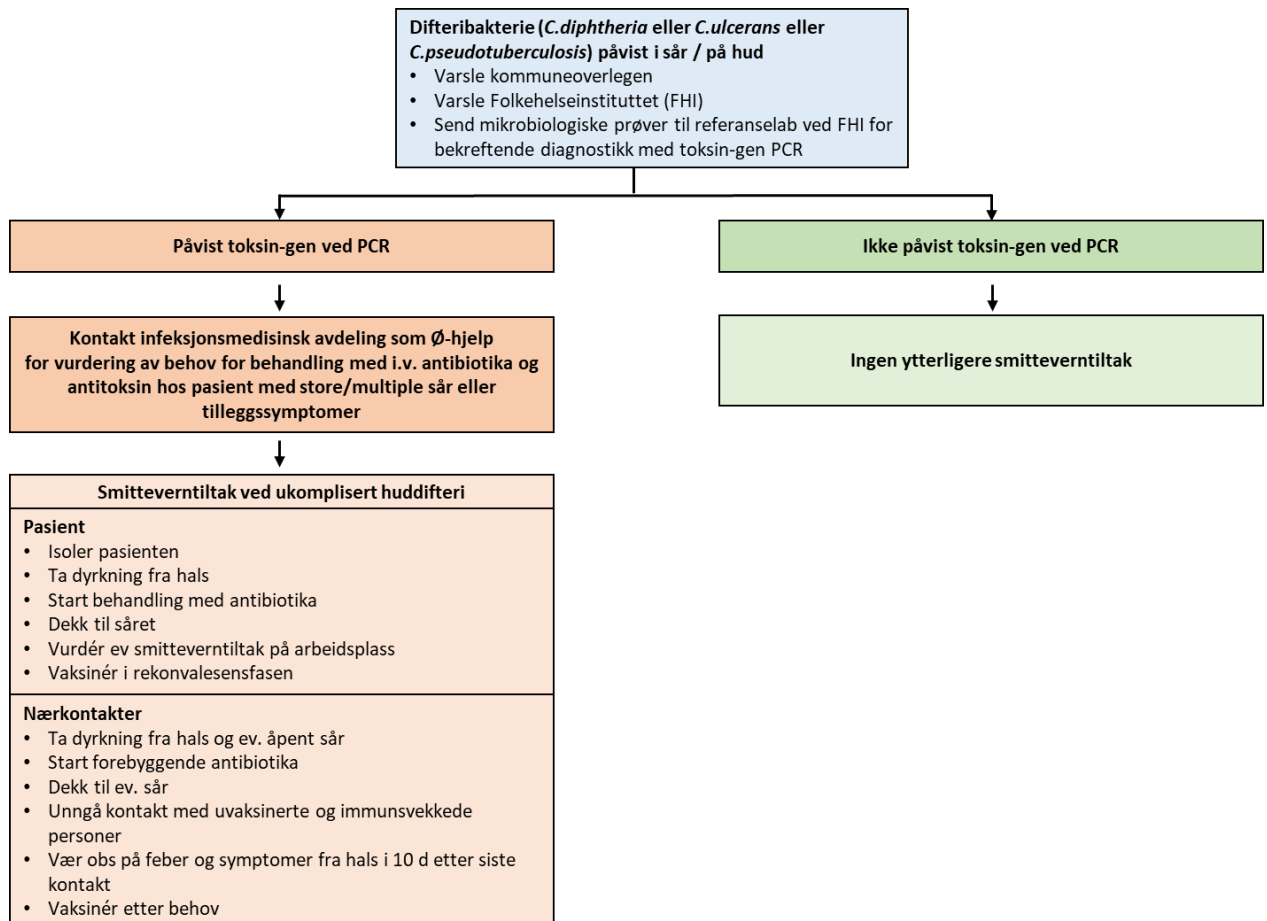 Difteribakterie (C.diphtheria eller C.ulcerans eller
C.pseudotuberculosis) påvist i sår / på hud
• Varsle kommuneoverlegen
• Varsle Folkehelseinstituttet (FHI)
• Send mikrobiologiske prøver til referanselab ved FHI for
bekreftende diagnostikk med toksin-gen PCR
Påvist toksin-gen ved PCR
Ikke påvist toksin-gen ved PCR
Kontakt infeksjonsmedisinsk avdeling som Ø-hjelp
for vurdering av behov for behandling med i.v. antibiotika og
antitoksin hos pasient med store/multiple sår eller
tilleggssymptomer
Ingen ytterligere smitteverntiltak
Smitteverntiltak ved ukomplisert huddifteri
Pasient
• Isoler pasienten
• Ta dyrkning fra hals
• Start behandling med antibiotika
• Dekk til såret
• Vurdér ev smitteverntiltak på arbeidsplass
• Vaksinér i rekonvalesensfasen
Nærkontakter
• Ta dyrkning fra hals og ev. åpent sår
• Start forebyggende antibiotika
• Dekk til ev. sår
• Unngå kontakt med uvaksinerte og immunsvekkede
personer
• Vær obs på feber og symptomer fra hals i 10 d etter siste
kontakt
• Vaksinér etter behov